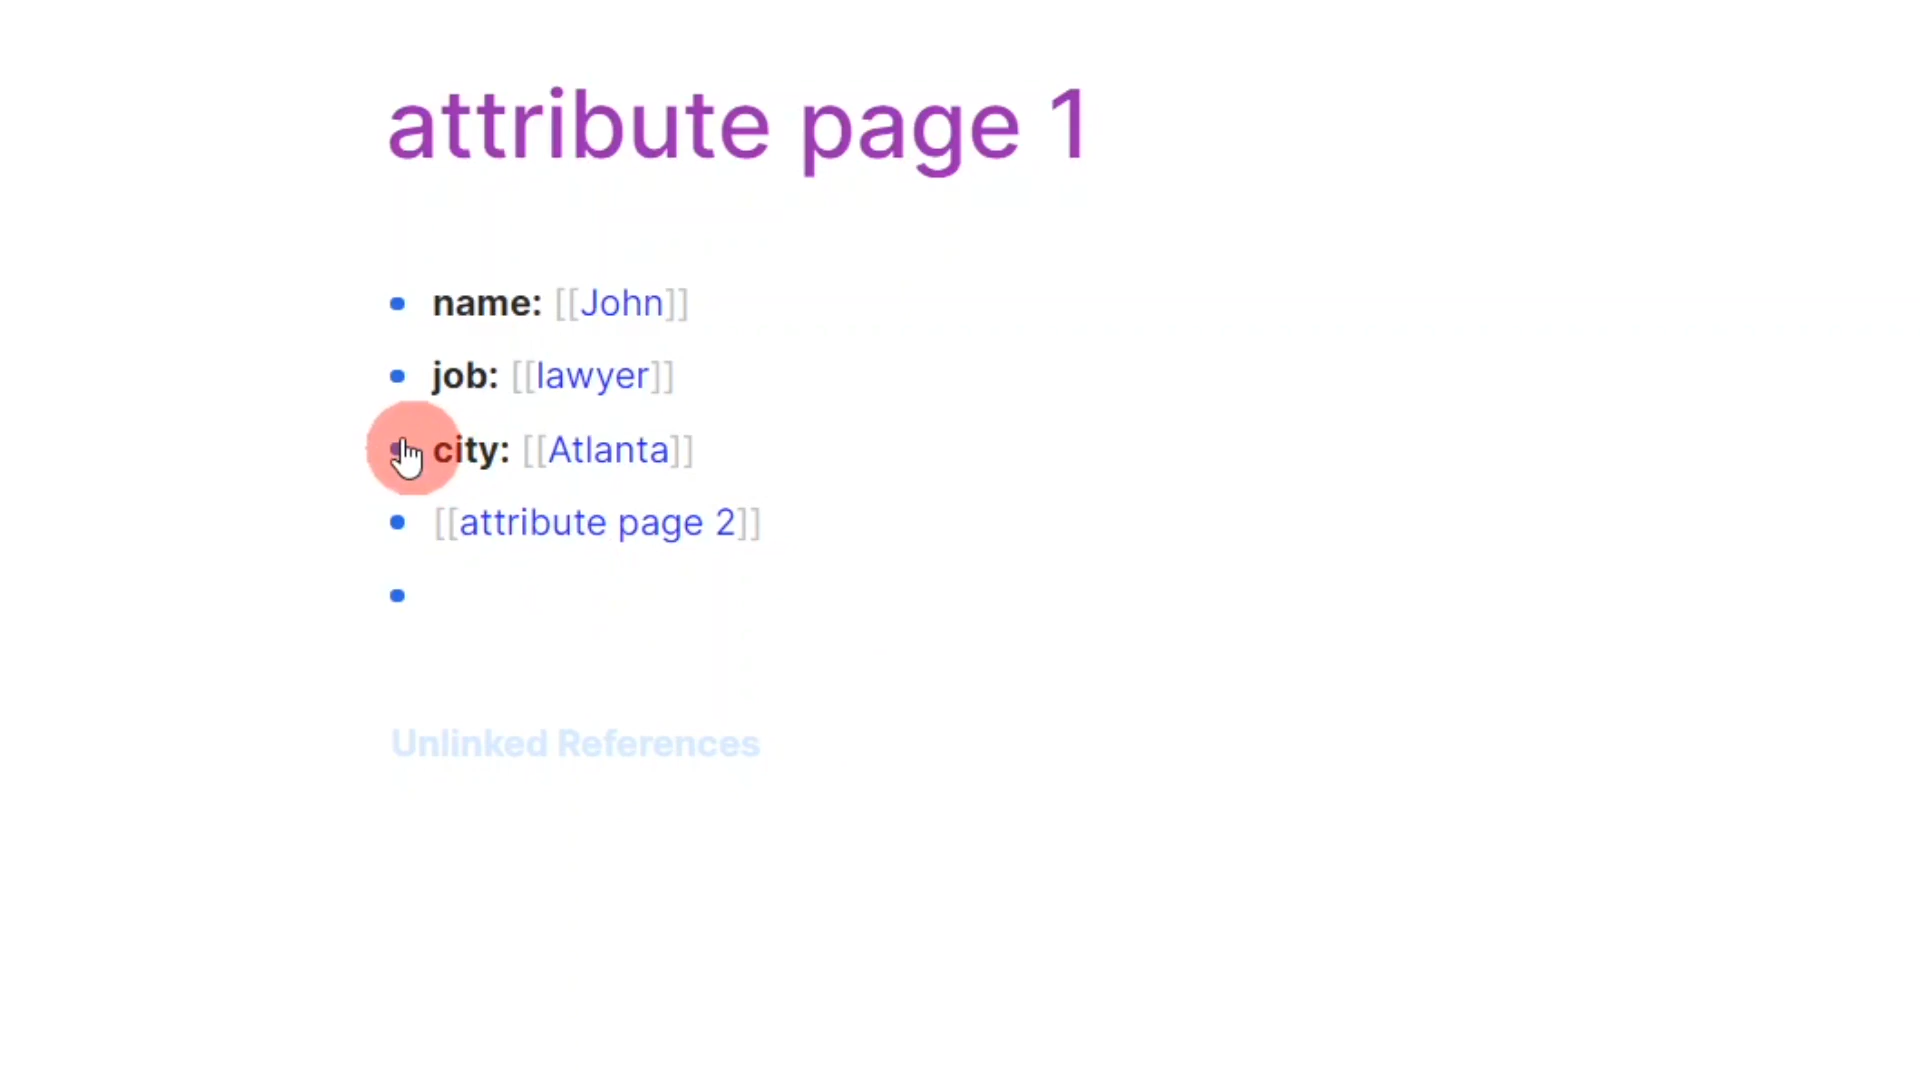 attribute page 1
name: [[John]]
job: [[lawyer]]
city: [[Atlanta]]
[[attribute page 2]]
Unlinked References